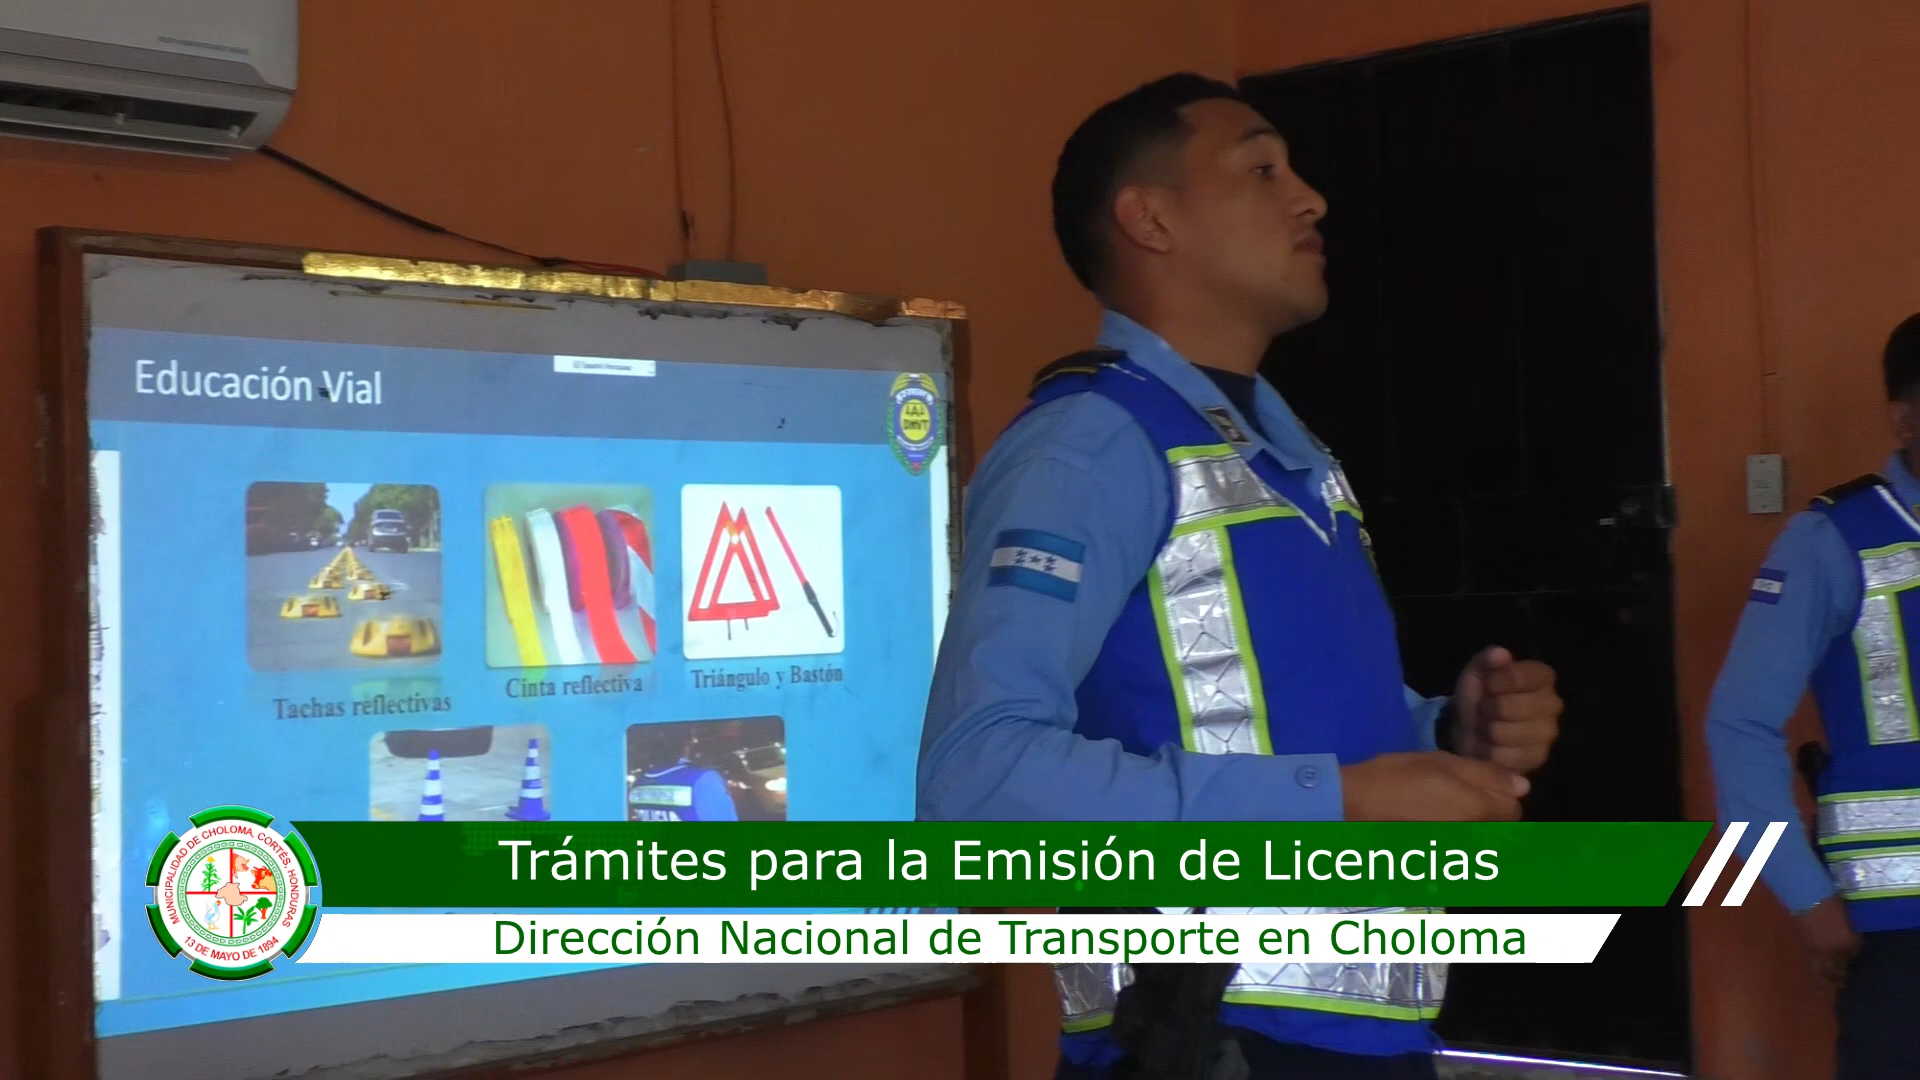 Educación Vial
DNVT
Tachas reflectivas
Cinta reflectiva
Triángulo y Bastón
Trámites para la Emisión de Licencias
Dirección Nacional de Transporte en Choloma
MUNICIPALIDAD DE CHOLOMA, CORTÉS, HONDURAS
13 DE MAYO DE 1894